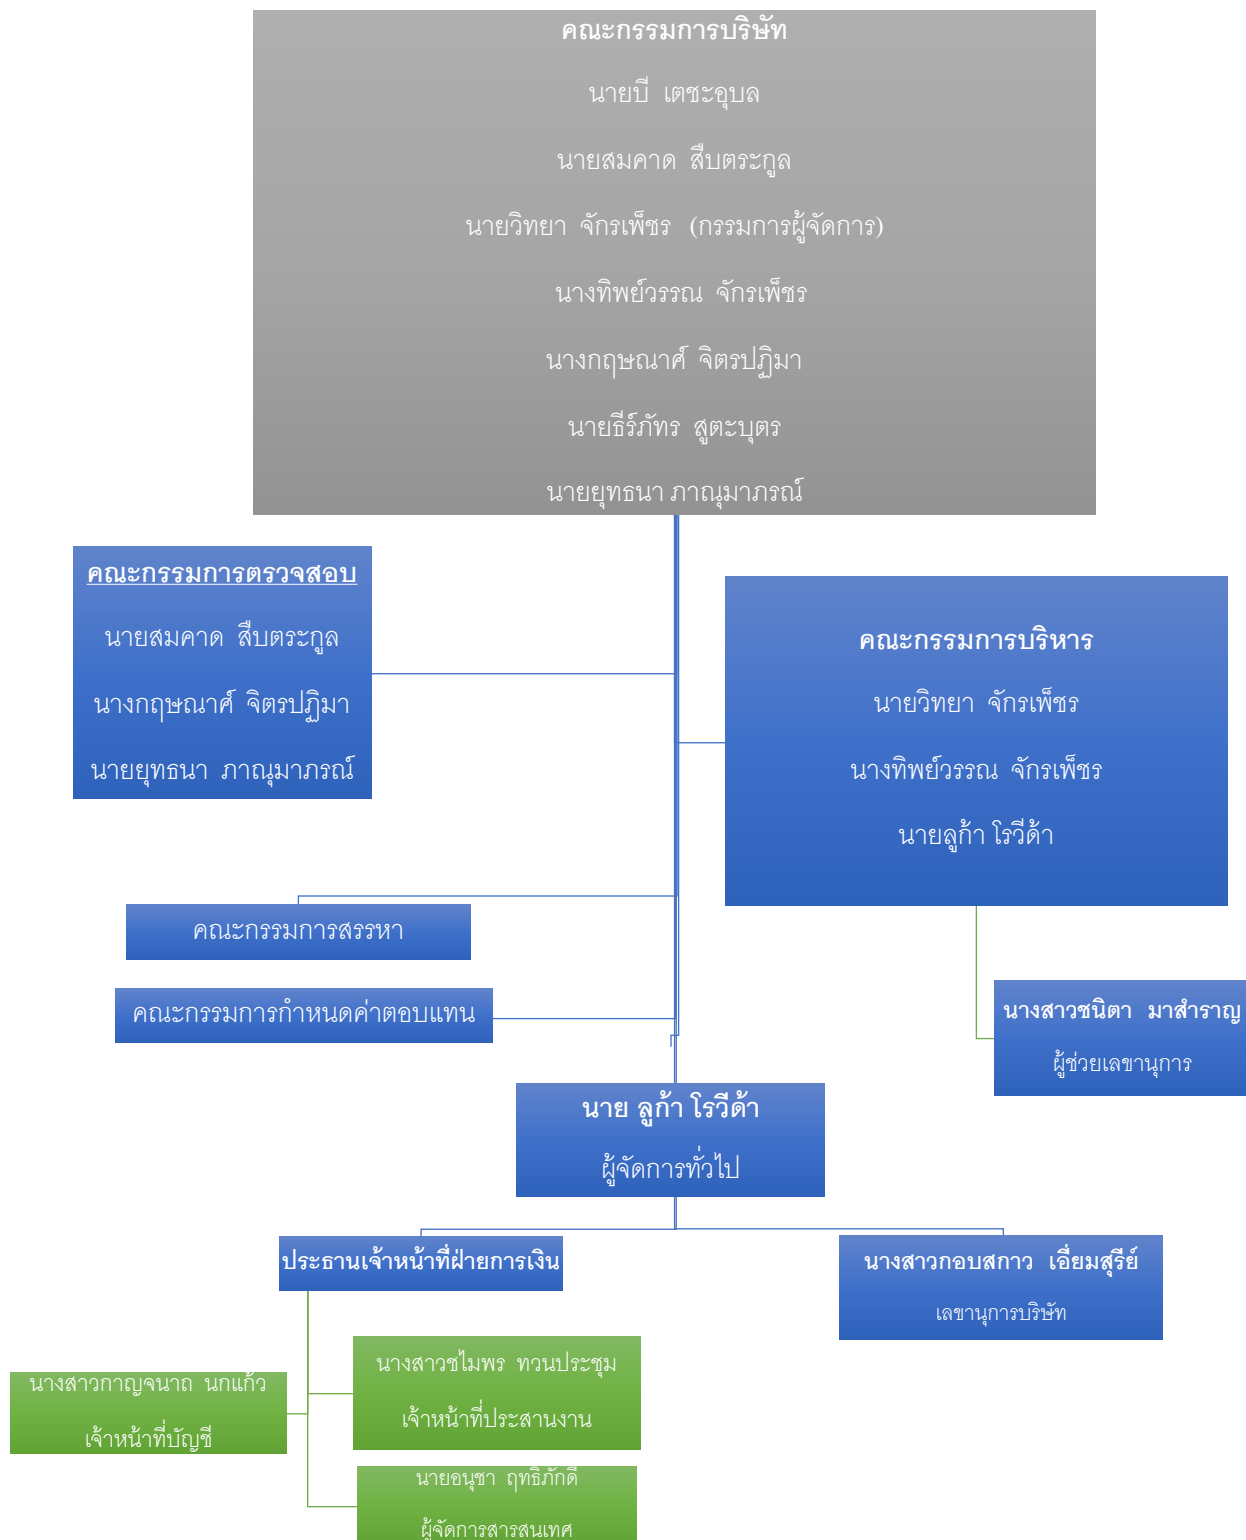 คณะกรรมการบริษัท
นายบี เตชะอุบล
นายสมคาด สืบตระกูล
นายวิทยา จักรเพ็ชร (กรรมการผู้จัดการ)
นางทิพย์วรรณ จักรเพ็ชร
นางกฤษณาศ์ จิตรปฏิมา
นายธีร์ภัทร สูตะบุตร
นายยุทธนา ภาณุมาภรณ์
คณะกรรมการตรวจสอบ
นายสมคาด สืบตระกูล
นางกฤษณาศ์ จิตรปฏิมา
นายยุทธนา ภาณุมาภรณ์
คณะกรรมการบริหาร
นายวิทยา จักรเพ็ชร
นางทิพย์วรรณ จักรเพ็ชร
นายลูก้า โรวีด้า
คณะกรรมการสรรหา
คณะกรรมการกำหนดค่าตอบแทน
นางสาวชนิตา มาสำราญ
ผู้ช่วยเลขานุการ
นาย ลูก้า โรวีด้า
ผู้จัดการทั่วไป
ประธานเจ้าหน้าที่ฝ่ายการเงิน
นางสาวกอบสกาว เอี่ยมสุรีย์
เลขานุการบริษัท
นางสาวชไมพร ทวนประชุม
เจ้าหน้าที่ประสานงาน
นางสาวกาญจนาถ นกแก้ว
เจ้าหน้าที่บัญชี
นายอนุชา ฤทธิภักดี
ผู้จัดการสารสนเทศ